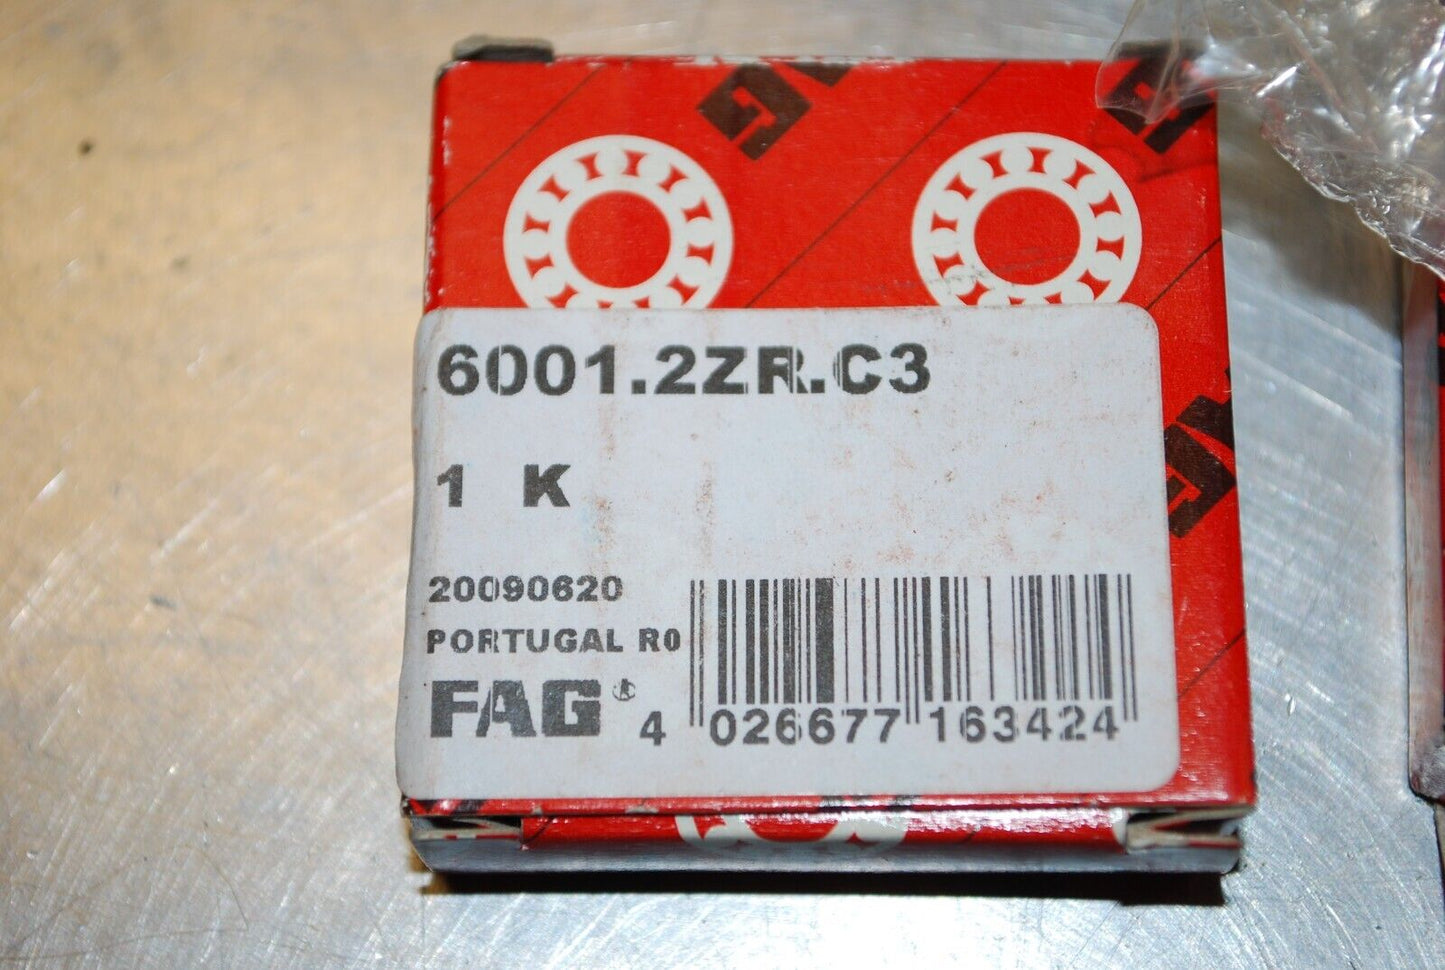 6001.2ZR.C3
1 K
20090620
PORTUGAL R0
FAG®
4 026677 163424